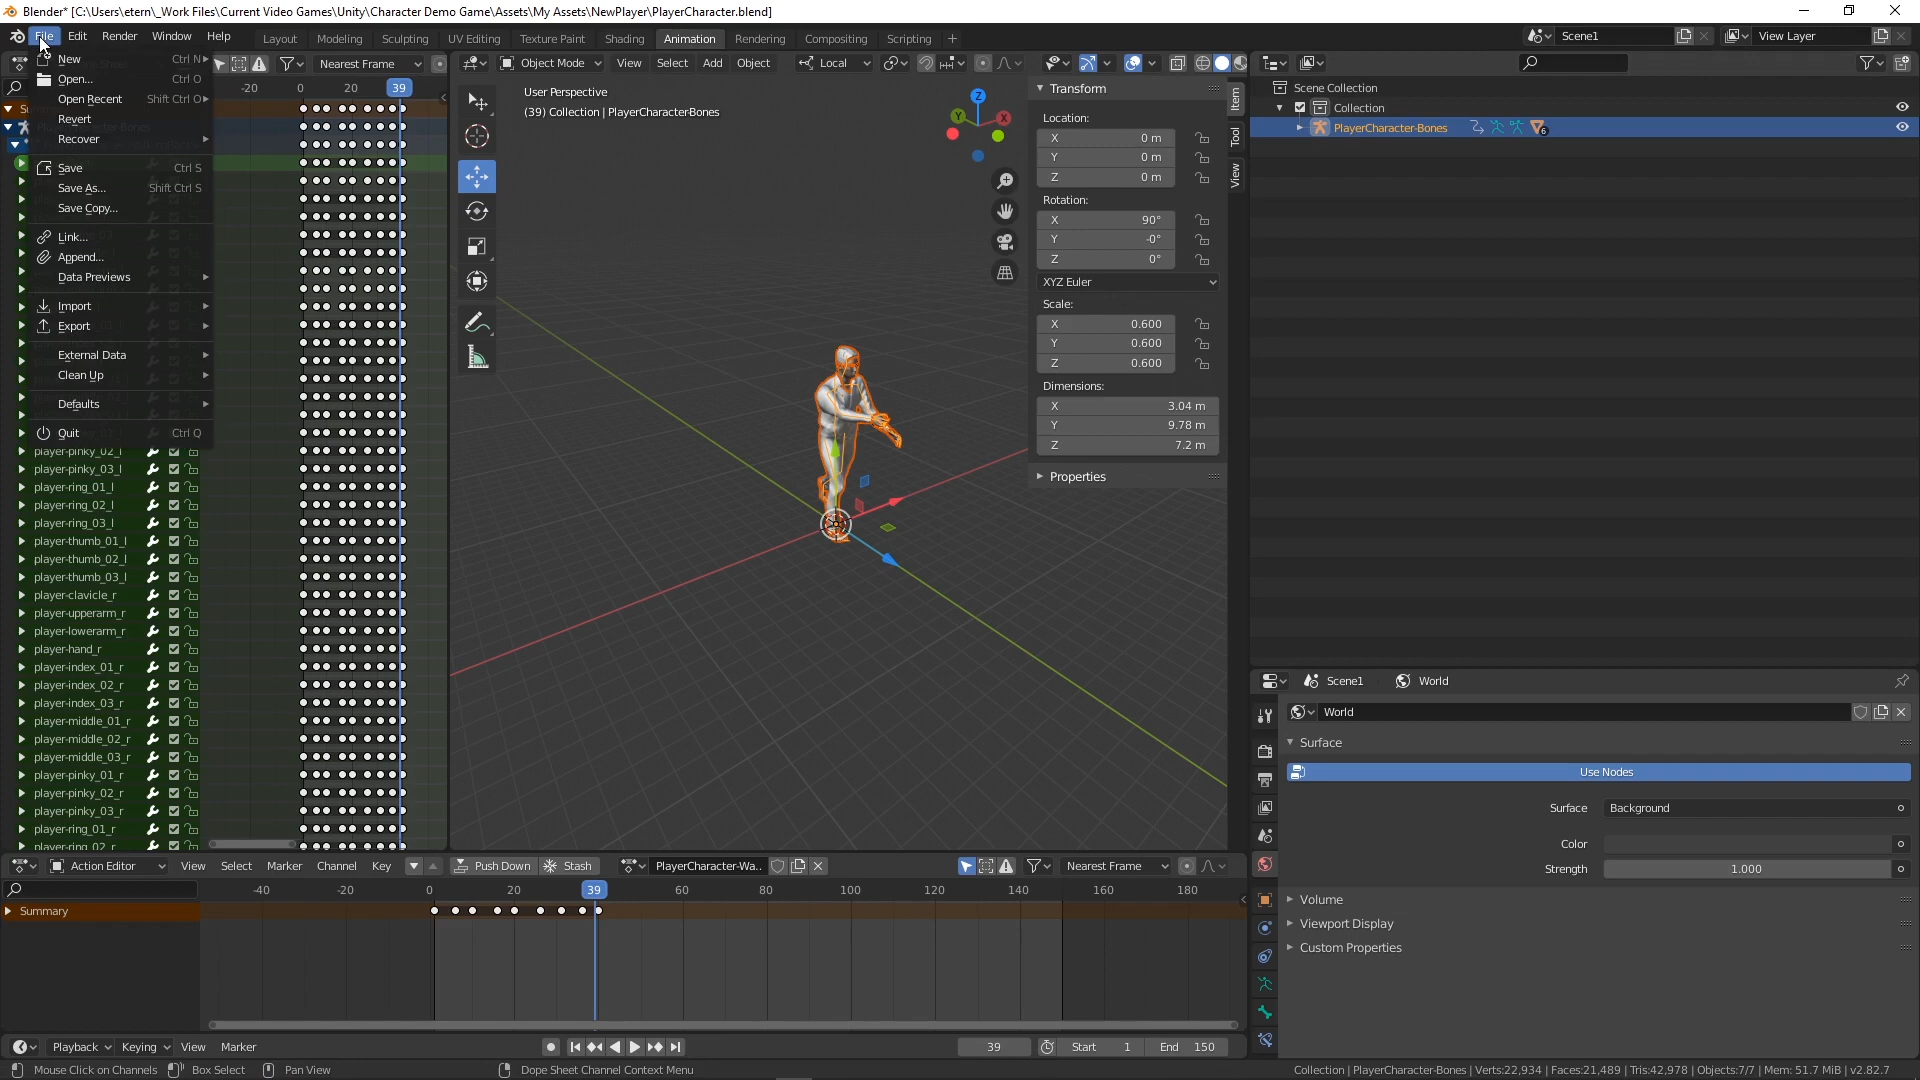 Blender* [C:\Users\etern\_Work Files\Current Video Games\Unity\Character Demo Game\Assets\My Assets\NewPlayer\PlayerCharacter.blend]
File Edit Render Window Help Layout Modeling Sculpting UV Editing Texture Paint Shading Animation Rendering Compositing Scripting + Scene1 View Layer
Nearest Frame Object Mode View Select Add Object Local
-20 0 20 39
New Ctrl N
Open... Ctrl O
Open Recent Shift Ctrl O
Revert
Recover
Save Ctrl S
Save As... Shift Ctrl S
Save Copy...
Link...
Append...
Data Previews
Import
Export
External Data
Clean Up
Defaults
Quit Ctrl Q
player-pinky_02_l
player-pinky_03_l
player-ring_01_l
player-ring_02_l
player-ring_03_l
player-thumb_01_l
player-thumb_02_l
player-thumb_03_l
player-clavicle_r
player-upperarm_r
player-lowerarm_r
player-hand_r
player-index_01_r
player-index_02_r
player-index_03_r
player-middle_01_r
player-middle_02_r
player-middle_03_r
player-pinky_01_r
player-pinky_02_r
player-pinky_03_r
player-ring_01_r
player-ring_02_r
User Perspective
(39) Collection | PlayerCharacter-Bones
Z
Y X
Transform
Location:
X 0 m
Y 0 m
Z 0 m
Rotation:
X 90°
Y -0°
Z 0°
XYZ Euler
Scale:
X 0.600
Y 0.600
Z 0.600
Dimensions:
X 3.04 m
Y 9.78 m
Z 7.2 m
Properties
Item
Tool
View
Scene Collection
Collection
PlayerCharacter-Bones 6
Scene1 World
World
Surface
Use Nodes
Surface Background
Color
Strength 1.000
Volume
Viewport Display
Custom Properties
Action Editor View Select Marker Channel Key Push Down Stash PlayerCharacter-Wa.. Nearest Frame
-40 -20 0 20 39 60 80 100 120 140 160 180
Summary
Playback Keying View Marker 39 Start 1 End 150
Mouse Click on Channels Box Select Pan View Dope Sheet Channel Context Menu Collection | PlayerCharacter-Bones | Verts:22,934 | Faces:21,489 | Tris:42,978 | Objects:7/7 | Mem: 51.7 MiB | v2.82.7